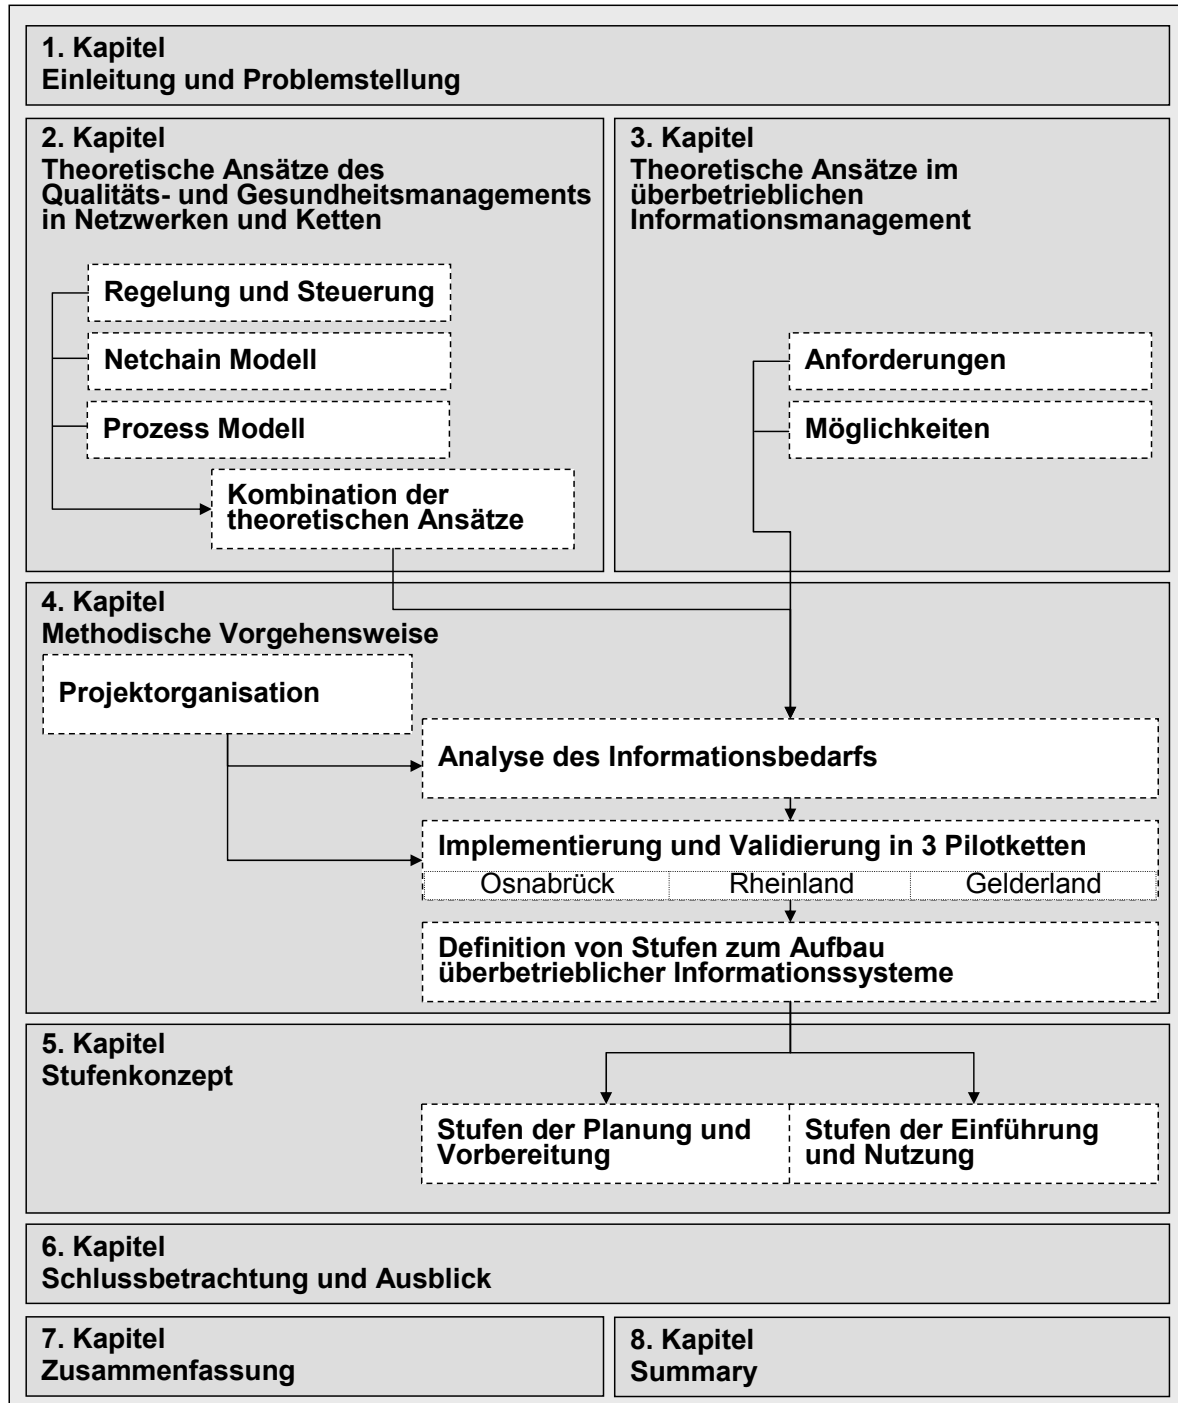 1. Kapitel
Einleitung und Problemstellung
2. Kapitel
Theoretische Ansätze des
Qualitäts- und Gesundheitsmanagements
in Netzwerken und Ketten
Regelung und Steuerung
Netchain Modell
Prozess Modell
Kombination der
theoretischen Ansätze
3. Kapitel
Theoretische Ansätze im
überbetrieblichen
Informationsmanagement
Anforderungen
Möglichkeiten
4. Kapitel
Methodische Vorgehensweise
Projektorganisation
Analyse des Informationsbedarfs
Implementierung und Validierung in 3 Pilotketten
Osnabrück Rheinland Gelderland
Definition von Stufen zum Aufbau
überbetrieblicher Informationssysteme
5. Kapitel
Stufenkonzept
Stufen der Planung und
Vorbereitung
Stufen der Einführung
und Nutzung
6. Kapitel
Schlussbetrachtung und Ausblick
7. Kapitel
Zusammenfassung
8. Kapitel
Summary